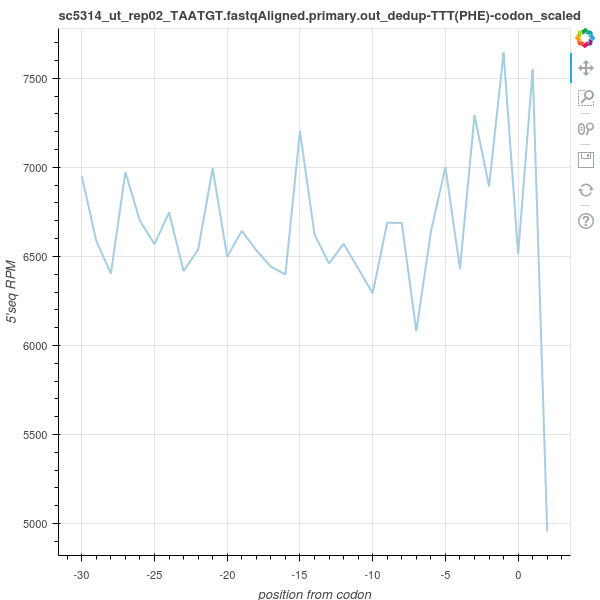 sc5314_ut_rep02_TAATGT.fastqAligned.primary.out_dedup-TTT(PHE)-codon_scaled
7500
7000
6500
6000
5500
5000
5'seq RPM
-30 -25 -20 -15 -10 -5 0
position from codon